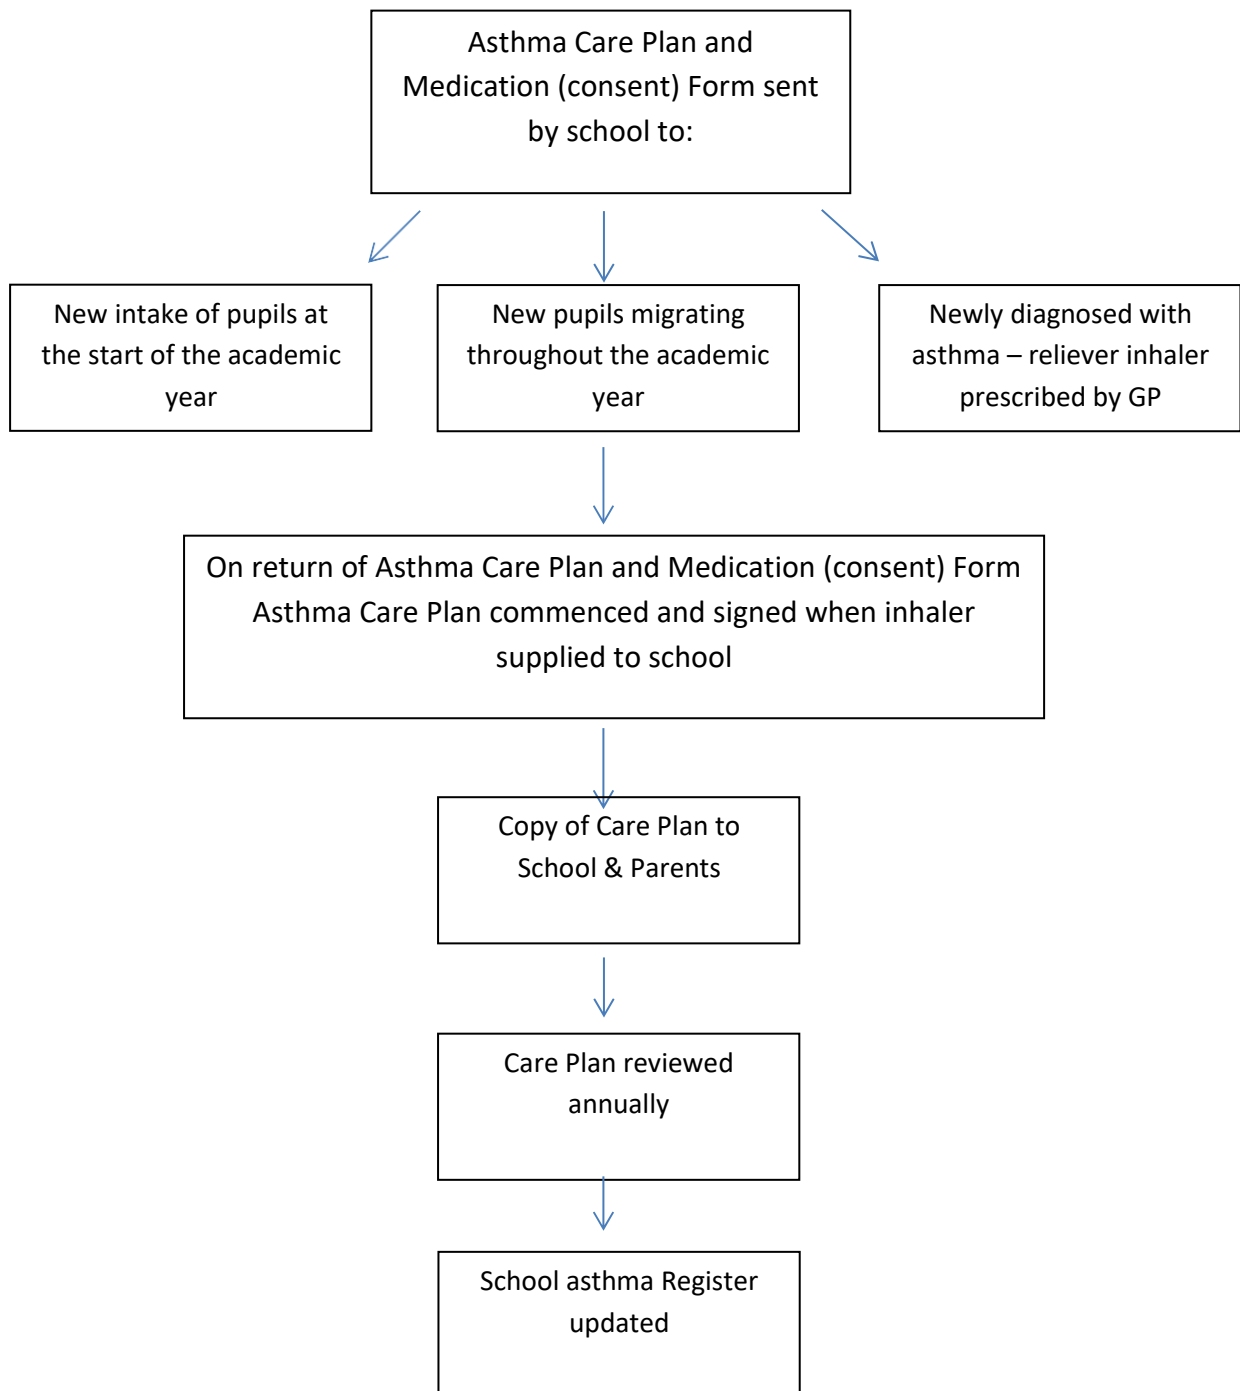 Asthma Care Plan and
Medication (consent) Form sent
by school to:
New intake of pupils at
the start of the academic
year
New pupils migrating
throughout the academic
year
Newly diagnosed with
asthma – reliever inhaler
prescribed by GP
On return of Asthma Care Plan and Medication (consent) Form
Asthma Care Plan commenced and signed when inhaler
supplied to school
Copy of Care Plan to
School & Parents
Care Plan reviewed
annually
School asthma Register
updated